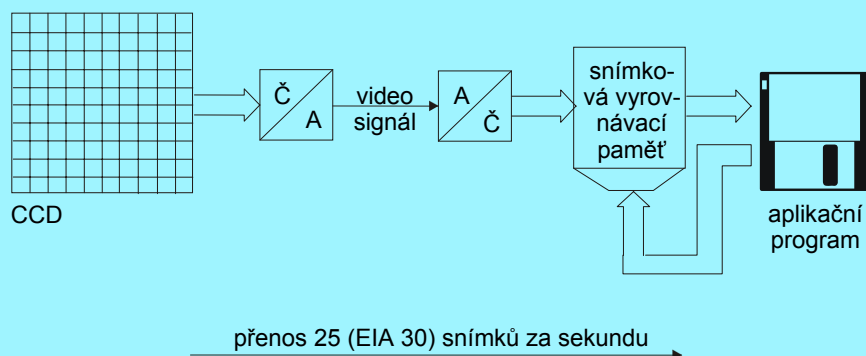 CCD
Č
A
video
signál
A
Č
snímko-
vá vyrov-
návací
paměť
aplikační
program
přenos 25 (EIA 30) snímků za sekundu